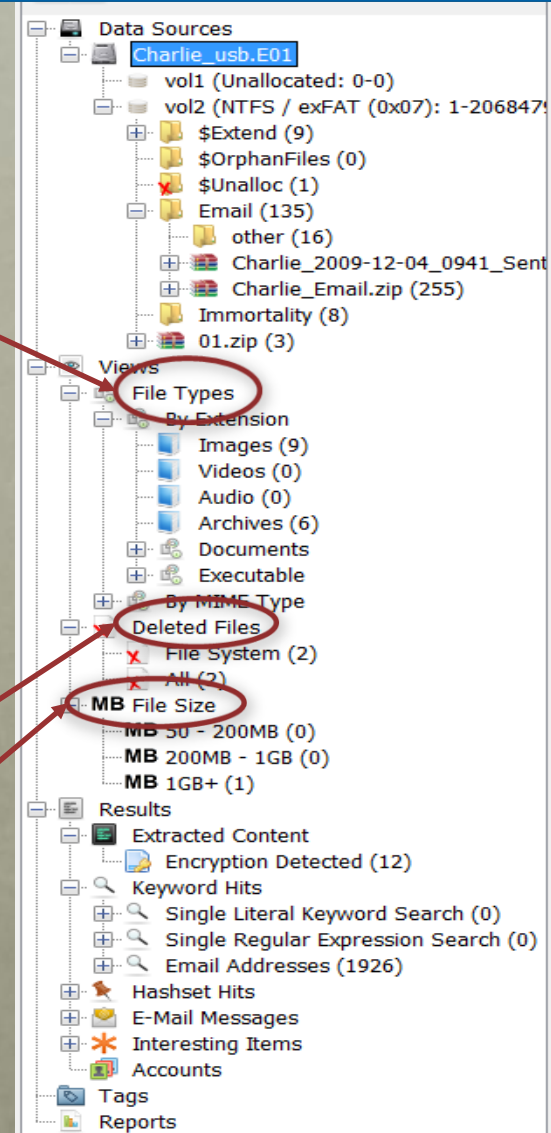 Data Sources
Charlie_usb.E01
vol1 (Unallocated: 0-0)
vol2 (NTFS / exFAT (0x07): 1-206847
$Extend (9)
$OrphanFiles (0)
$Unalloc (1)
Email (135)
other (16)
Charlie_2009-12-04_0941_Sent
Charlie_Email.zip (255)
Immortality (8)
01.zip (3)
Views
File Types
By Extension
Images (9)
Videos (0)
Audio (0)
Archives (6)
Documents
Executable
By MIME Type
Deleted Files
File System (2)
All (2)
MB File Size
MB 50 - 200MB (0)
MB 200MB - 1GB (0)
MB 1GB+ (1)
Results
Extracted Content
Encryption Detected (12)
Keyword Hits
Single Literal Keyword Search (0)
Single Regular Expression Search (0)
Email Addresses (1926)
Hashset Hits
E-Mail Messages
Interesting Items
Accounts
Tags
Reports